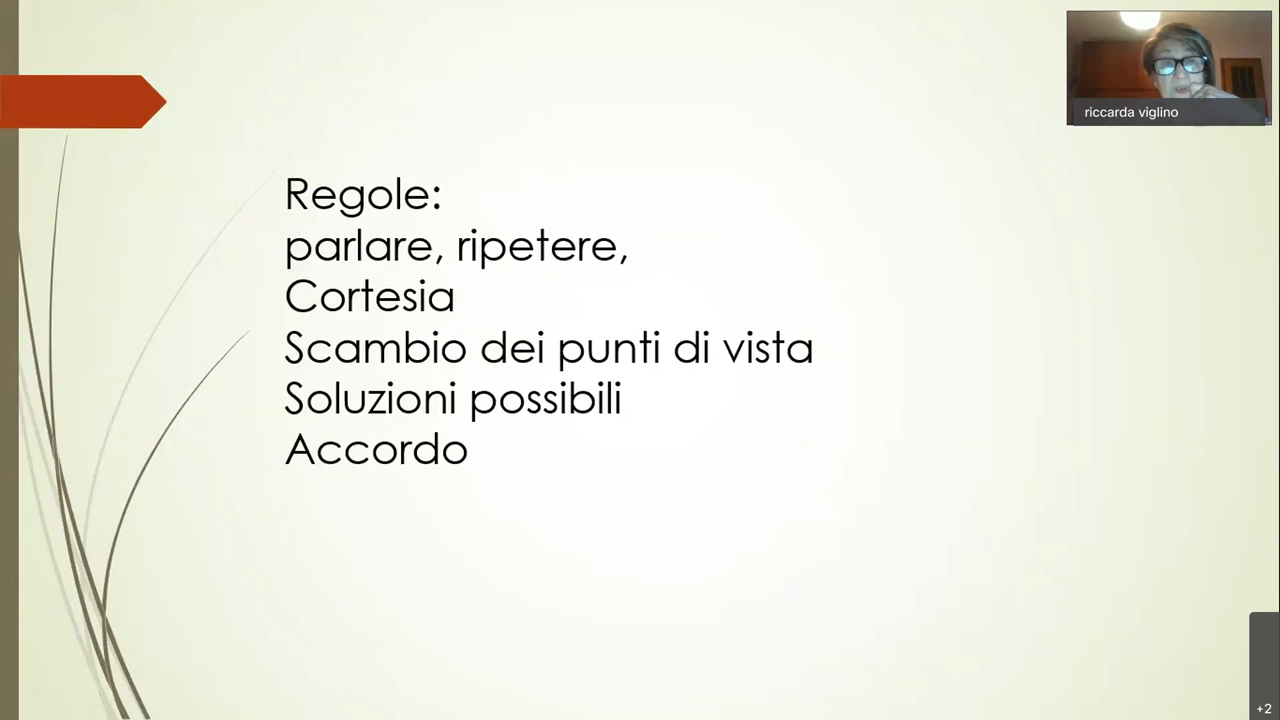 riccarda viglino
Regole:
parlare, ripetere,
Cortesia
Scambio dei punti di vista
Soluzioni possibili
Accordo
+2